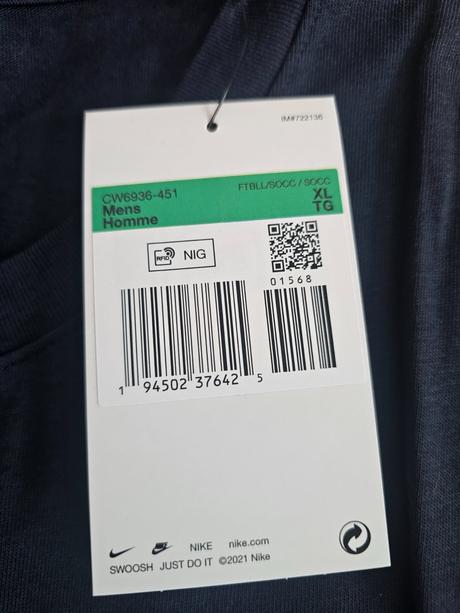 IM#722136
CW6936-451 FTBLL/SOCC / SOCC
Mens XL
Homme TG
RFID NIG
01568
1 94502 37642 5
NIKE nike.com
SWOOSH JUST DO IT ©2021 Nike